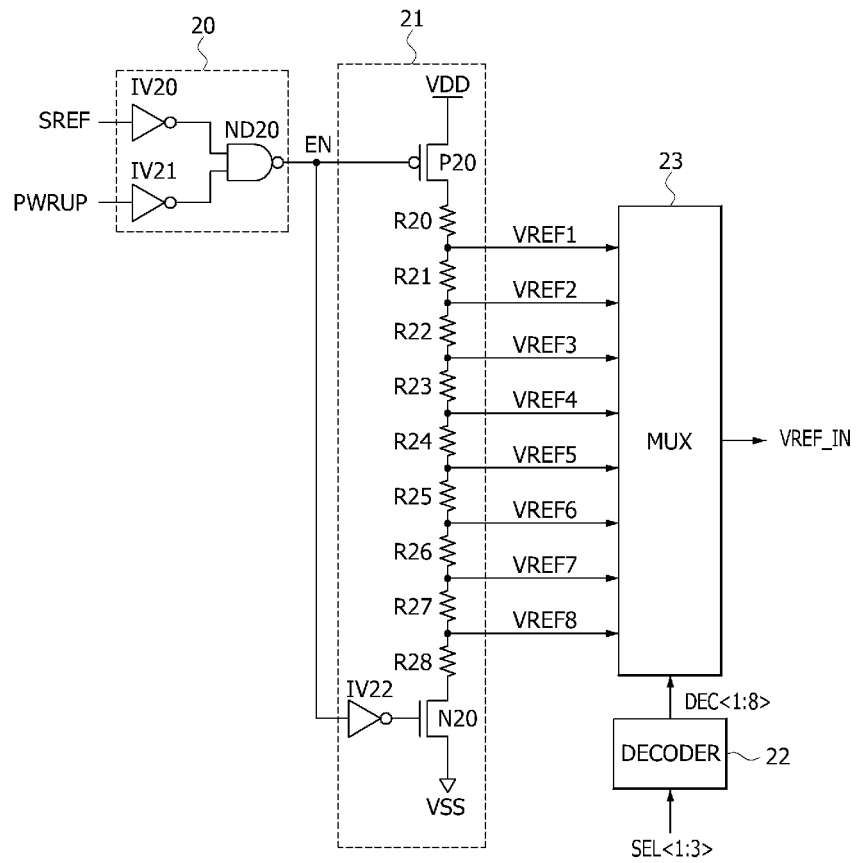 20
21
IV20
VDD
SREF
ND20
EN
P20
IV21
PWRUP
23
R20
VREF1
R21
VREF2
R22
VREF3
R23
VREF4
R24
MUX
VREF_IN
VREF5
R25
VREF6
R26
VREF7
R27
VREF8
R28
IV22
N20
DEC<1:8>
DECODER
22
VSS
SEL<1:3>